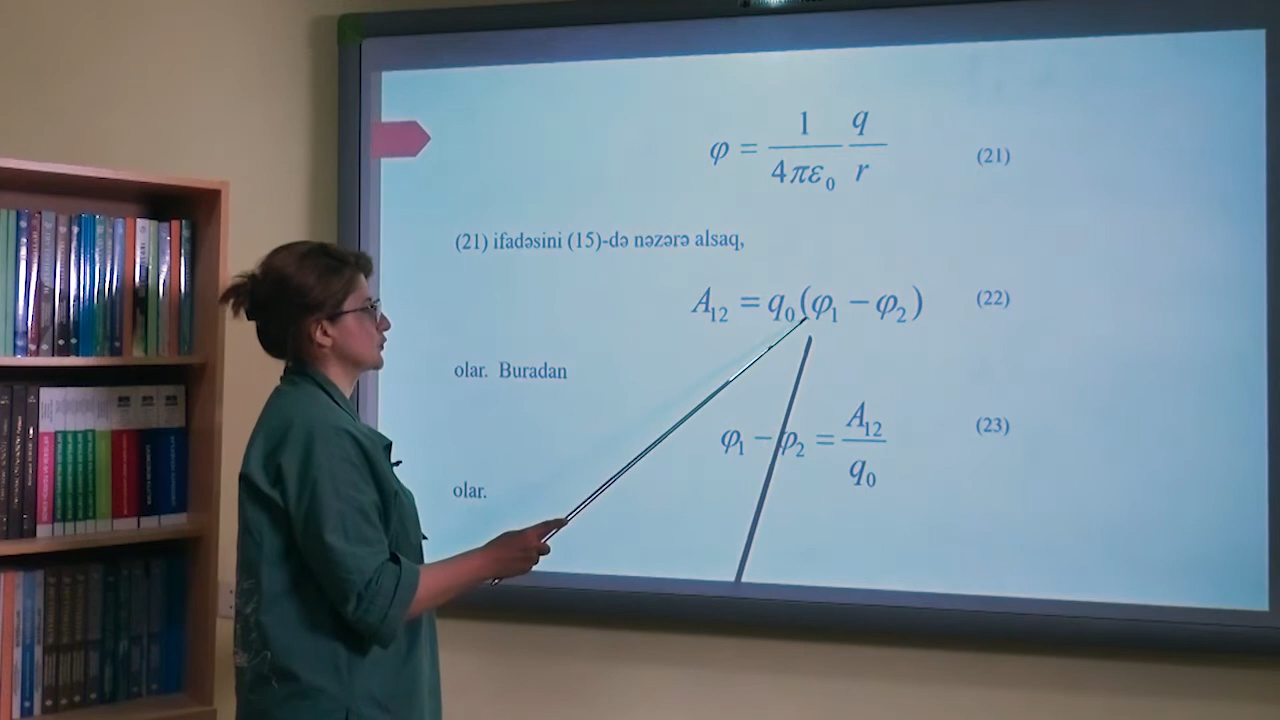 φ = 1/4πε₀ q/r (21)
(21) ifadəsini (15)-də nəzərə alsaq,
A₁₂ = q₀(φ₁ − φ₂) (22)
olar. Buradan
φ₁ − φ₂ = A₁₂/q₀ (23)
olar.